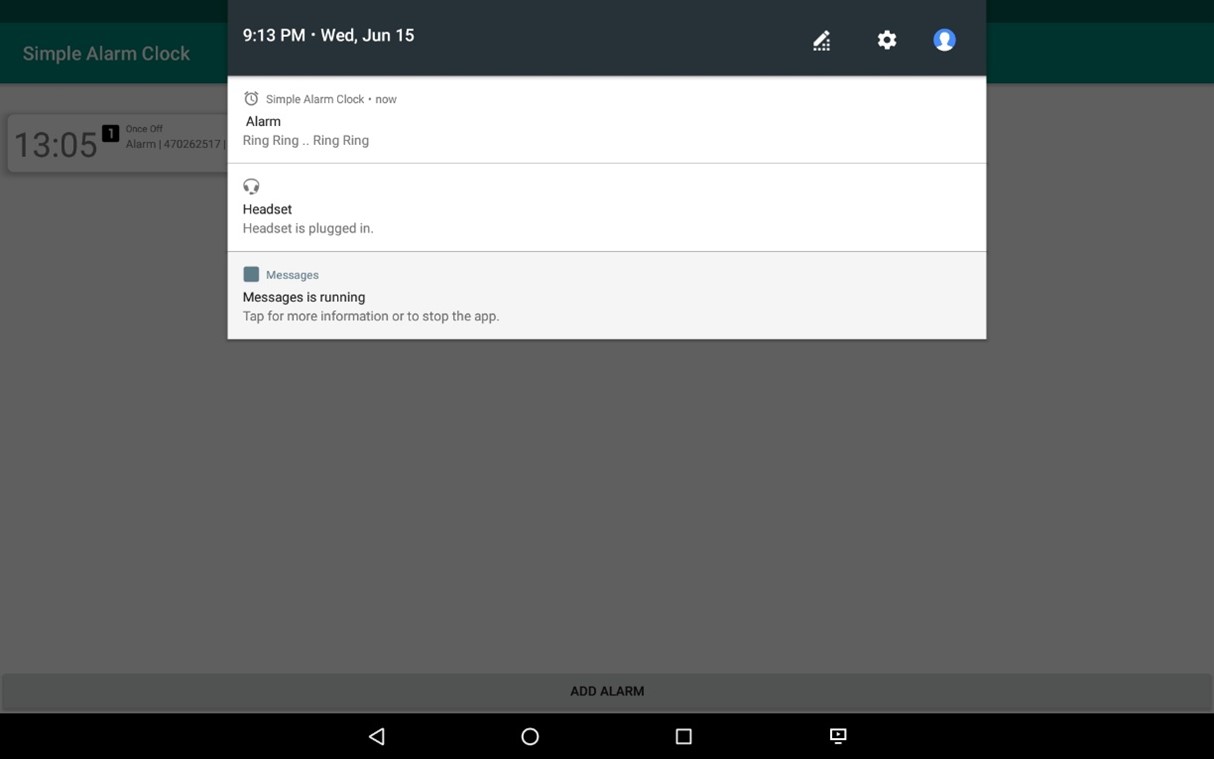 9:13 PM • Wed, Jun 15
Simple Alarm Clock
Simple Alarm Clock • now
Alarm
Ring Ring .. Ring Ring
13:05
1
Once Off
Alarm | 470262517 |
Headset
Headset is plugged in.
Messages
Messages is running
Tap for more information or to stop the app.
ADD ALARM